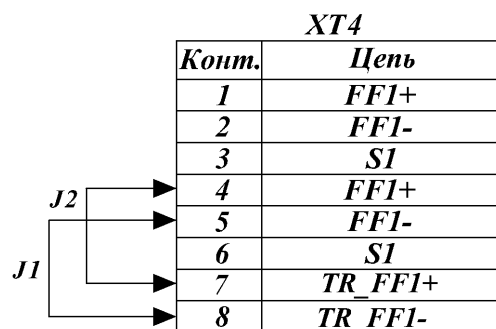 XT4
Конт. Цепь
1 FF1+
2 FF1-
3 S1
4 FF1+
J2
5 FF1-
6 S1
J1
7 TR_FF1+
8 TR_FF1-